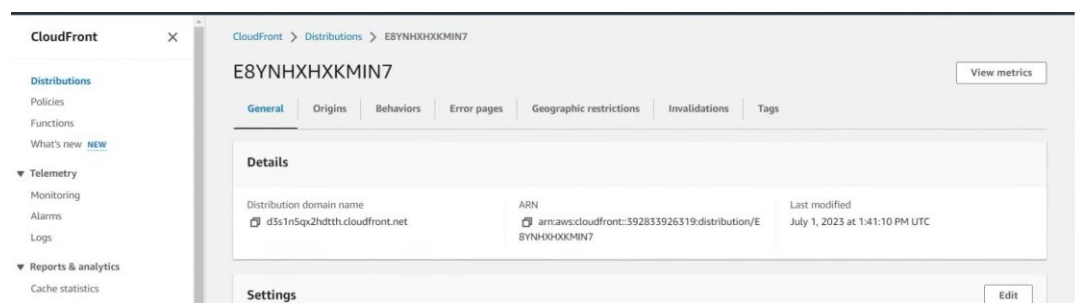 CloudFront
Distributions
Policies
Functions
What's new NEW
Telemetry
Monitoring
Alarms
Logs
Reports & analytics
Cache statistics
CloudFront > Distributions > E8YNHXHXKMIN7
E8YNHXHXKMIN7
View metrics
General Origins Behaviors Error pages Geographic restrictions Invalidations Tags
Details
Distribution domain name
d3s1n5qx2hdtth.cloudfront.net
ARN
arn:aws:cloudfront::392833926319:distribution/E
8YNHXHXKMIN7
Last modified
July 1, 2023 at 1:41:10 PM UTC
Settings
Edit